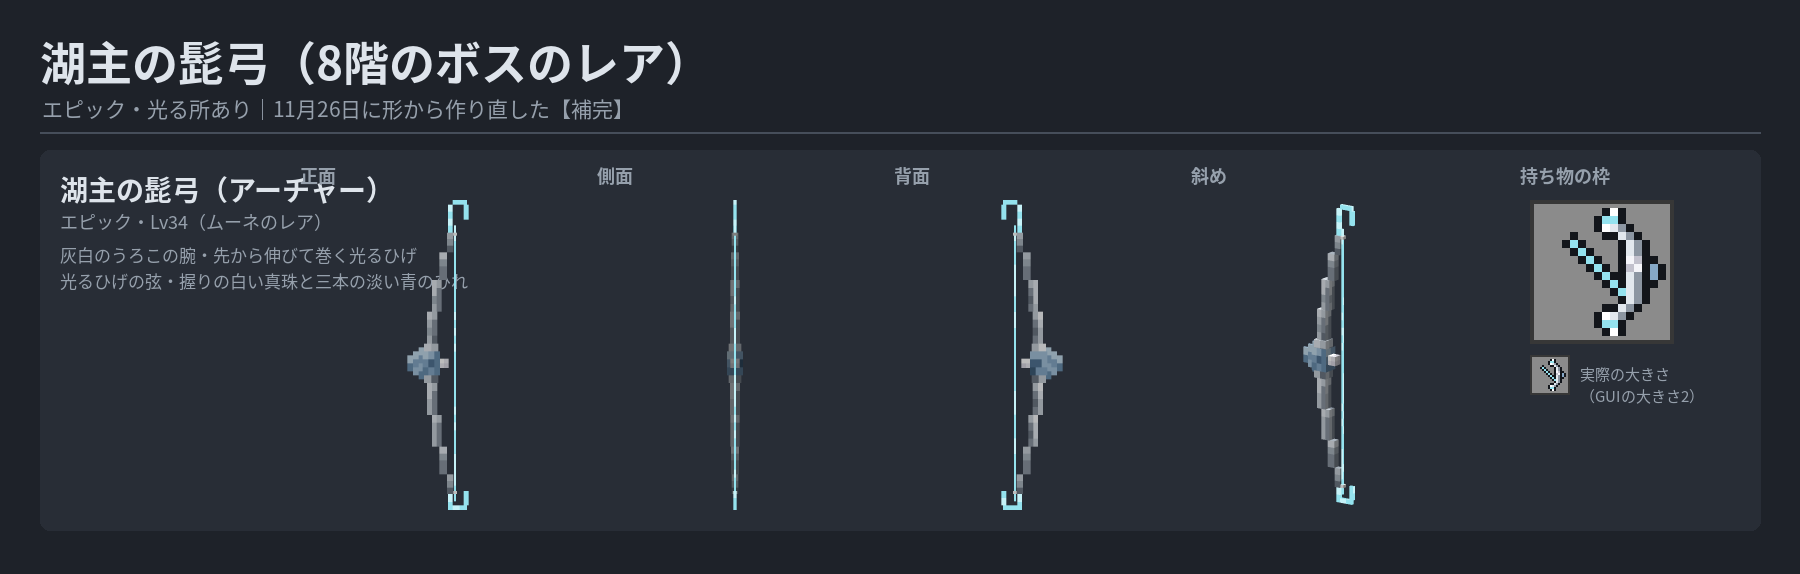 湖主の髭弓（8階のボスのレア）
エピック・光る所あり｜11月26日に形から作り直した【補完】
湖主の髭弓（アーチャー）
エピック・Lv34（ムーネのレア）
灰白のうろこの腕・先から伸びて巻く光るひげ
光るひげの弦・握りの白い真珠と三本の淡い青のひれ
正面
側面
背面
斜め
持ち物の枠
実際の大きさ
（GUIの大きさ2）